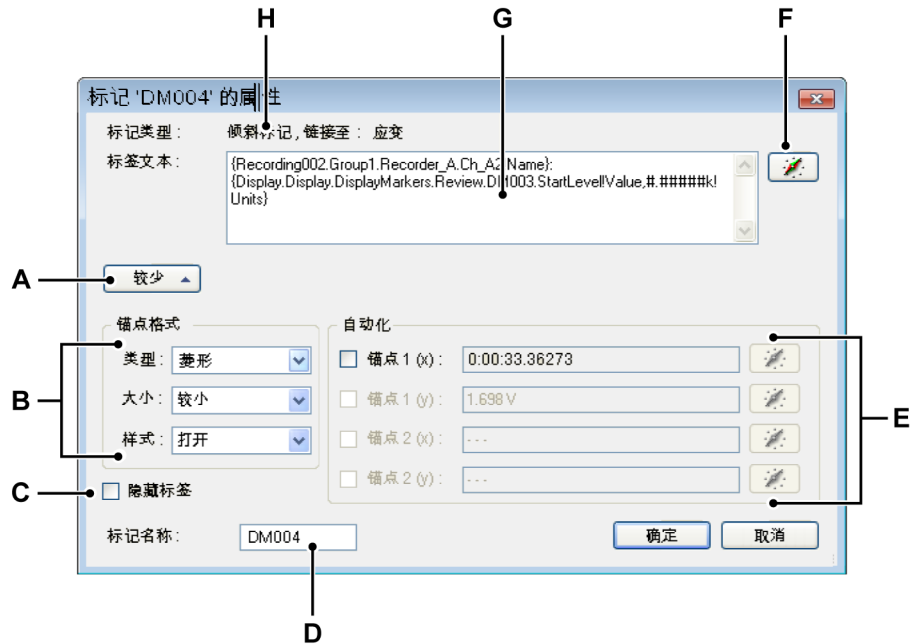 H
G
F
标记 'DM004' 的属性
标记类型: 倾斜标记,链接至: 应变
标签文本: {Recording002.Group1.Recorder_A.Ch_A2.Name}:
{Display.Display.DisplayMarkers.Review.DM003.StartLevel!Value,#.#####k!
Units}
A
较少
锚点格式
自动化
类型: 菱形
锚点 1 (x): 0:00:33.36273
B
大小: 较小
锚点 1 (y): 1.698 V
E
样式: 打开
锚点 2 (x): ---
锚点 2 (y): ---
C
隐藏标签
标记名称: DM004
确定
取消
D